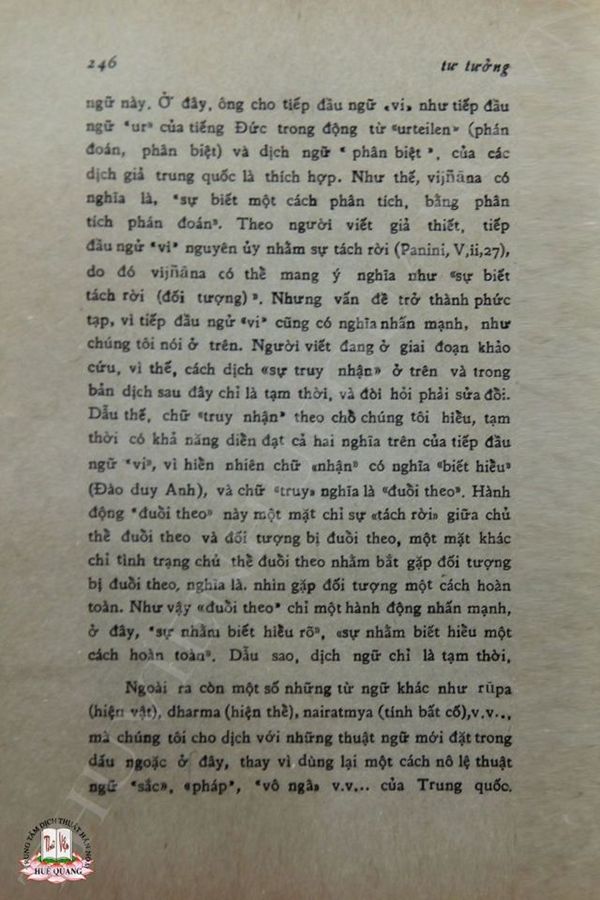 246 tư tưởng
ngữ này. Ở đây, ông cho tiếp đầu ngữ «vi» như tiếp đầu
ngữ "ur" của tiếng Đức trong động từ "urteilen" (phán
đoán, phân biệt) và dịch ngữ "phân biệt", của các
dịch giả trung quốc là thích hợp. Như thế, vijñāna có
nghĩa là, "sự biết một cách phân tích, bằng phân
tích phán đoán". Theo người viết giả thiết, tiếp
đầu ngử "vi" nguyên ủy nhằm sự tách rời (Panini, V,ii,27),
do đó vijñāna có thể mang ý nghĩa như "sự biết
tách rời (đối tượng)". Nhưng vấn đề trở thành phức
tạp, vì tiếp đầu ngử "vi" cũng có nghĩa nhấn mạnh, như
chúng tôi nói ở trên. Người viết đang ở giai đoạn khảo
cứu, vì thế, cách dịch «sự truy nhận» ở trên và trong
bản dịch sau đây chỉ là tạm thời, và đòi hỏi phải sửa đổi.
Dẫu thế, chữ "truy nhận" theo chỗ chúng tôi hiểu, tạm
thời có khả năng diễn đạt cả hai nghĩa trên của tiếp đầu
ngữ "vi", vì hiển nhiên chữ «nhận» có nghĩa "biết hiểu"
(Đào duy Anh), và chữ "truy» nghĩa là "đuổi theo". Hành
động "đuổi theo» này một mặt chỉ sự «tách rời» giữa chủ
thể đuổi theo và đối tượng bị đuổi theo, một mặt khác
chỉ tình trạng chủ thể đuổi theo nhằm bắt gặp đối tượng
bị đuổi theo, nghĩa là. nhìn gặp đối tượng một cách hoàn
toàn. Như vậy «đuổi theo" chỉ một hành động nhấn mạnh,
ở đây, "sự nhằm biết hiểu rõ", «sự nhằm biết hiểu một
cách hoàn toàn". Dẫu sao, dịch ngữ chỉ là tạm thời.
Ngoài ra còn một số những từ ngữ khác như rūpa
(hiện vật), dharma (hiện thể), nairatmya (tính bất cố),v.v..,
mà chúng tôi cho dịch với những thuật ngữ mới đặt trong
dấu ngoặc ở đây, thay vì dùng lại một cách nô lệ thuật
ngữ "sắc», «pháp", "vô ngã» v.v... của Trung quốc.
TRUNG TÂM DỊCH THUẬT HÁN NÔM
HUỆ QUANG